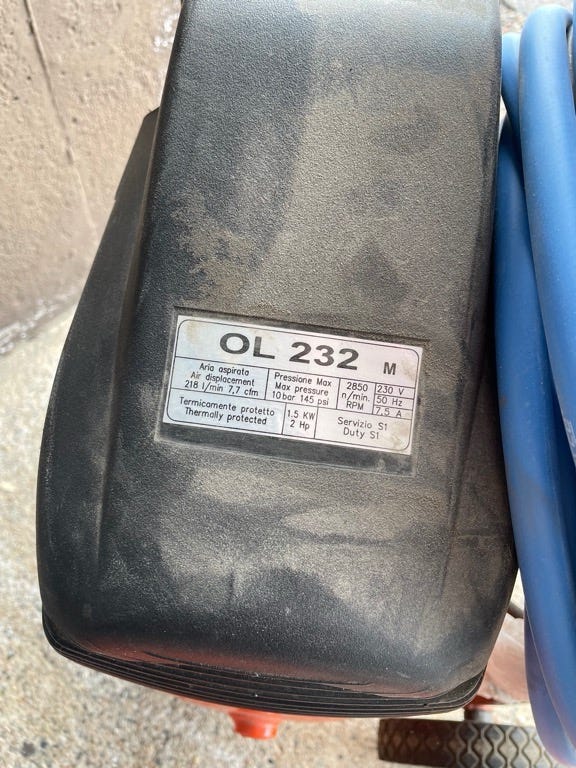 OL 232 M
Aria aspirata
Air displacement
218 l/min 7,7 cfm
Pressione Max
Max pressure
10bar 145 psi
2850
n/min.
RPM
230 V
50 Hz
7,5 A
Termicamente protetto
Thermally protected
1.5 KW
2 Hp
Servizio S1
Duty S1